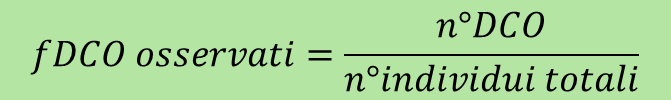 fDCO osservati = n°DCO / n°individui totali